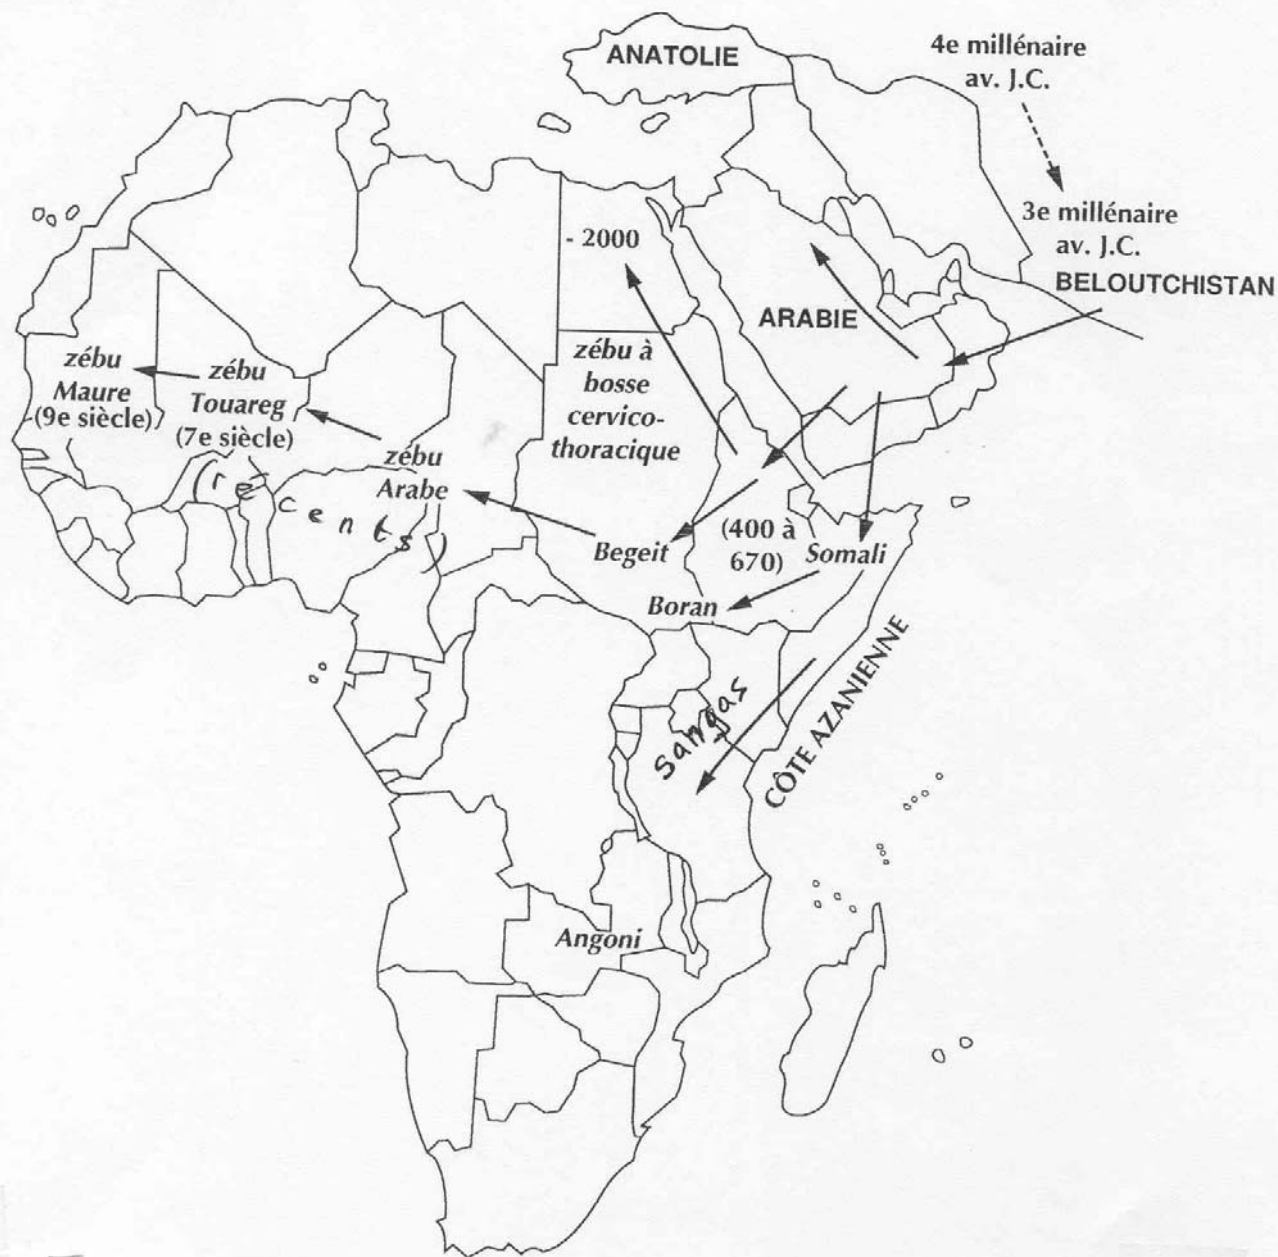 ANATOLIE
4e millénaire
av. J.C.
3e millénaire
av. J.C.
BELOUTCHISTAN
- 2000
ARABIE
zébu à
bosse
cervico-
thoracique
zébu
Maure
(9e siècle)
zébu
Touareg
(7e siècle)
zébu
Arabe
(récents)
Begeit
(400 à
670)
Somali
Boran
CÔTE AZANIENNE
Sangas
Angoni